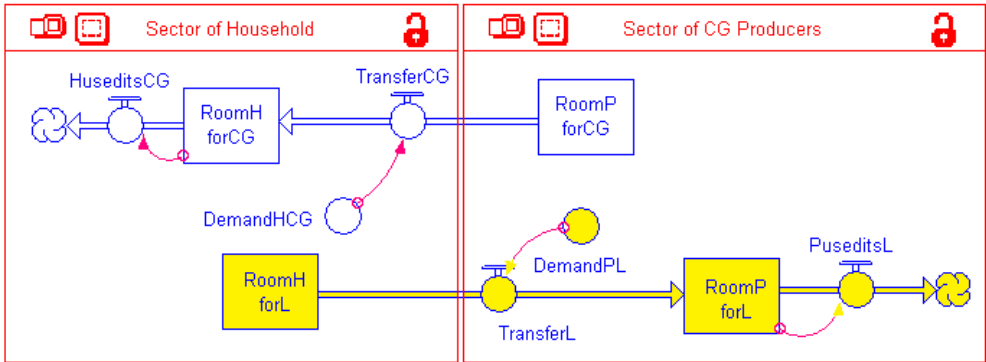 Sector of Household
Sector of CG Producers
HuseditsCG
TransferCG
RoomH
forCG
RoomP
forCG
DemandHCG
RoomH
forL
DemandPL
TransferL
RoomP
forL
PuseditsL